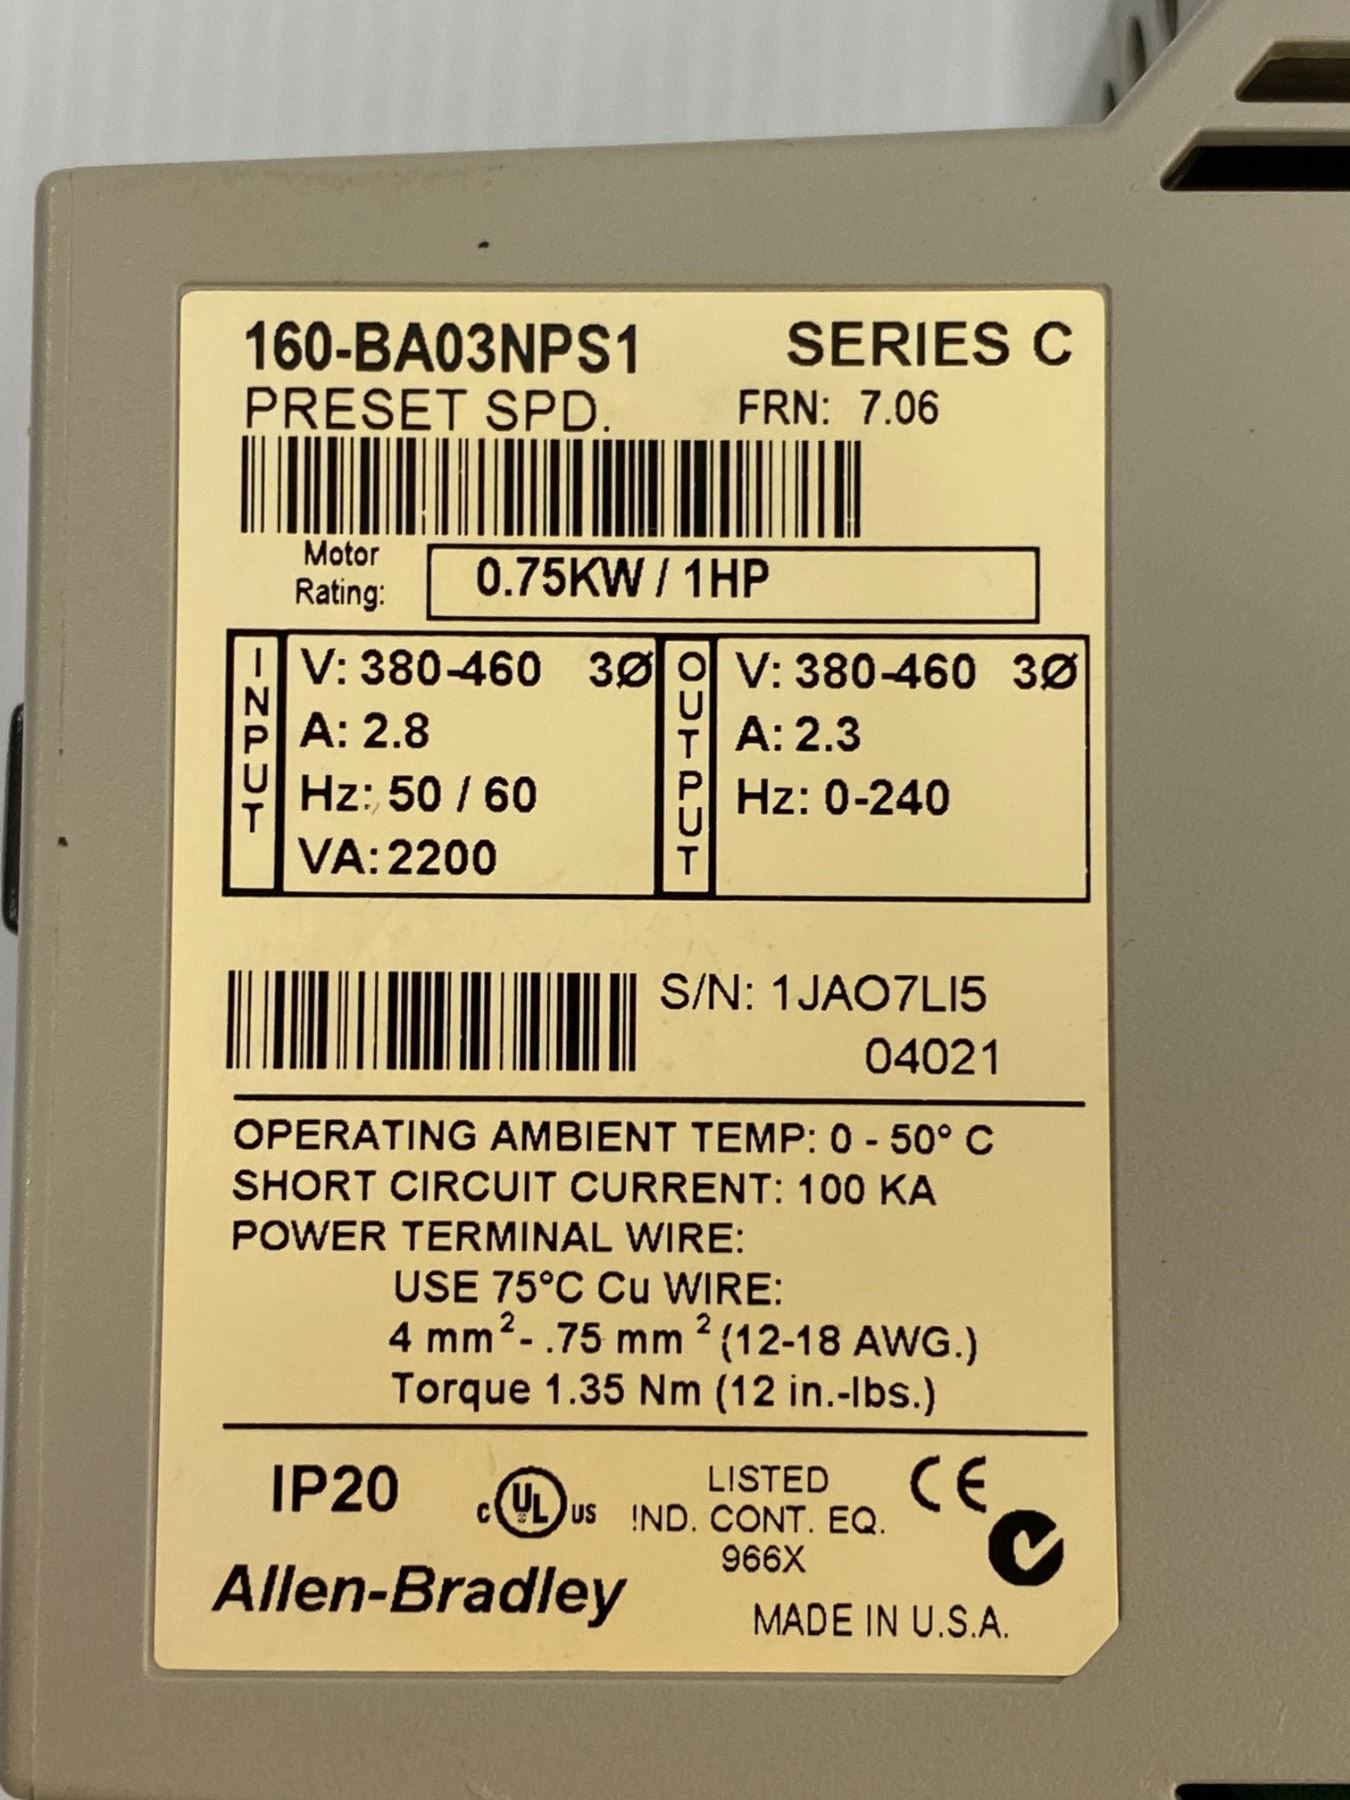 160-BA03NPS1 SERIES C
PRESET SPD. FRN: 7.06
Motor
Rating: 0.75KW / 1HP
INPUT
V: 380-460 3Ø
A: 2.8
Hz: 50 / 60
VA: 2200
OUTPUT
V: 380-460 3Ø
A: 2.3
Hz: 0-240
S/N: 1JAO7LI5
04021
OPERATING AMBIENT TEMP: 0 - 50° C
SHORT CIRCUIT CURRENT: 100 KA
POWER TERMINAL WIRE:
USE 75°C Cu WIRE:
4 mm²- .75 mm² (12-18 AWG.)
Torque 1.35 Nm (12 in.-lbs.)
IP20
C UL US
LISTED
IND. CONT. EQ.
966X
CE
Allen-Bradley
MADE IN U.S.A.